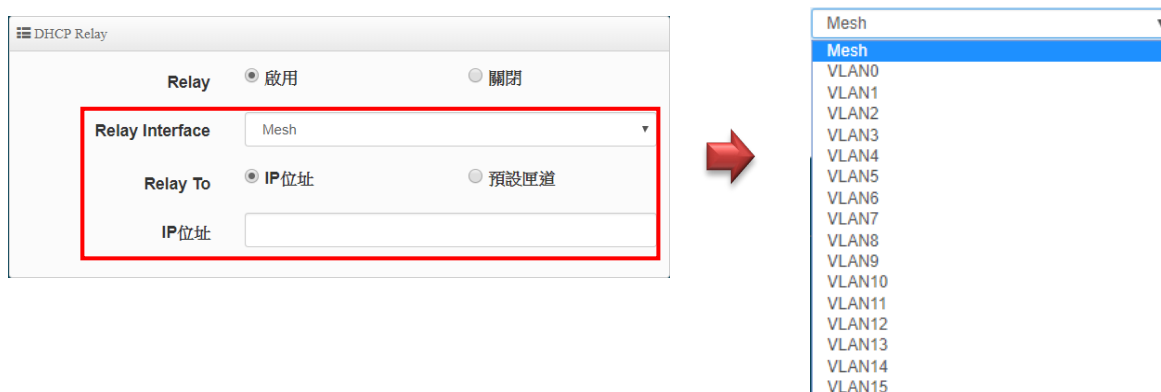 DHCP Relay
Relay 啟用 關閉
Relay Interface Mesh
Relay To IP位址 預設匣道
IP位址
Mesh
Mesh
VLAN0
VLAN1
VLAN2
VLAN3
VLAN4
VLAN5
VLAN6
VLAN7
VLAN8
VLAN9
VLAN10
VLAN11
VLAN12
VLAN13
VLAN14
VLAN15